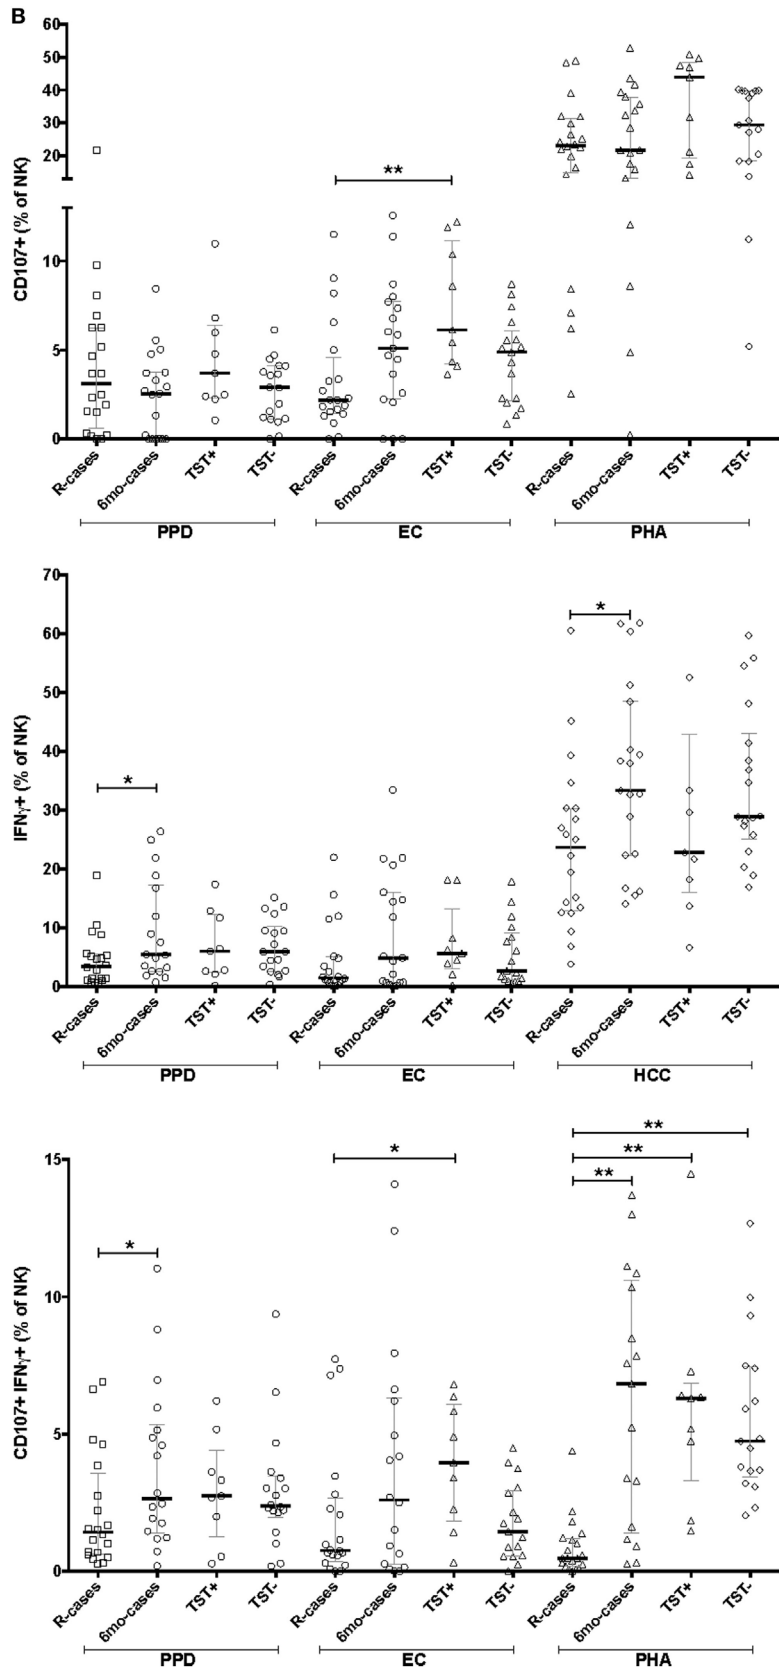 B
60
50
40
30
20
10
5
0
CD107+ (% of NK)
**
R-cases 6mo-cases TST+ TST- R-cases 6mo-cases TST+ TST- R-cases 6mo-cases TST+ TST-
PPD EC PHA
70
60
50
40
30
20
10
0
IFNγ+ (% of NK)
*
*
R-cases 6mo-cases TST+ TST- R-cases 6mo-cases TST+ TST- R-cases 6mo-cases TST+ TST-
PPD EC HCC
15
10
5
0
CD107+ IFNγ+ (% of NK)
**
* **
**
*
R-cases 6mo-cases TST+ TST- R-cases 6mo-cases TST+ TST- R-cases 6mo-cases TST+ TST-
PPD EC PHA